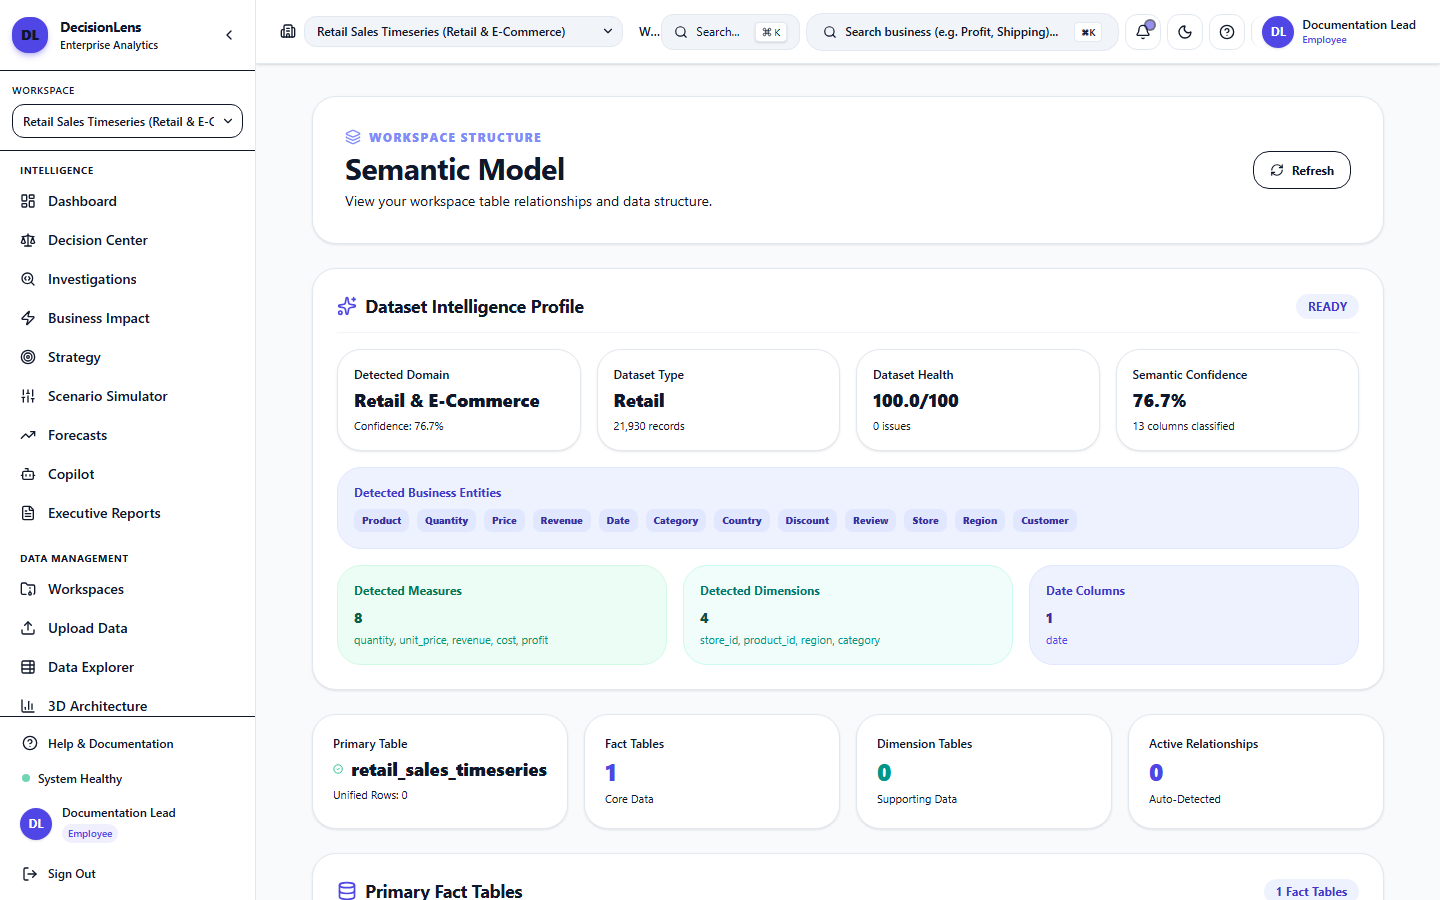 DL
DecisionLens
Enterprise Analytics
WORKSPACE
Retail Sales Timeseries (Retail & E-C
INTELLIGENCE
Dashboard
Decision Center
Investigations
Business Impact
Strategy
Scenario Simulator
Forecasts
Copilot
Executive Reports
DATA MANAGEMENT
Workspaces
Upload Data
Data Explorer
3D Architecture
Help & Documentation
System Healthy
DL
Documentation Lead
Employee
Sign Out
Retail Sales Timeseries (Retail & E-Commerce)
W...
Search...
⌘ K
Search business (e.g. Profit, Shipping)...
⌘K
DL
Documentation Lead
Employee
WORKSPACE STRUCTURE
Semantic Model
View your workspace table relationships and data structure.
Refresh
Dataset Intelligence Profile
READY
Detected Domain
Retail & E-Commerce
Confidence: 76.7%
Dataset Type
Retail
21,930 records
Dataset Health
100.0/100
0 issues
Semantic Confidence
76.7%
13 columns classified
Detected Business Entities
Product Quantity Price Revenue Date Category Country Discount Review Store Region Customer
Detected Measures
8
quantity, unit_price, revenue, cost, profit
Detected Dimensions
4
store_id, product_id, region, category
Date Columns
1
date
Primary Table
retail_sales_timeseries
Unified Rows: 0
Fact Tables
1
Core Data
Dimension Tables
0
Supporting Data
Active Relationships
0
Auto-Detected
Primary Fact Tables
1 Fact Tables